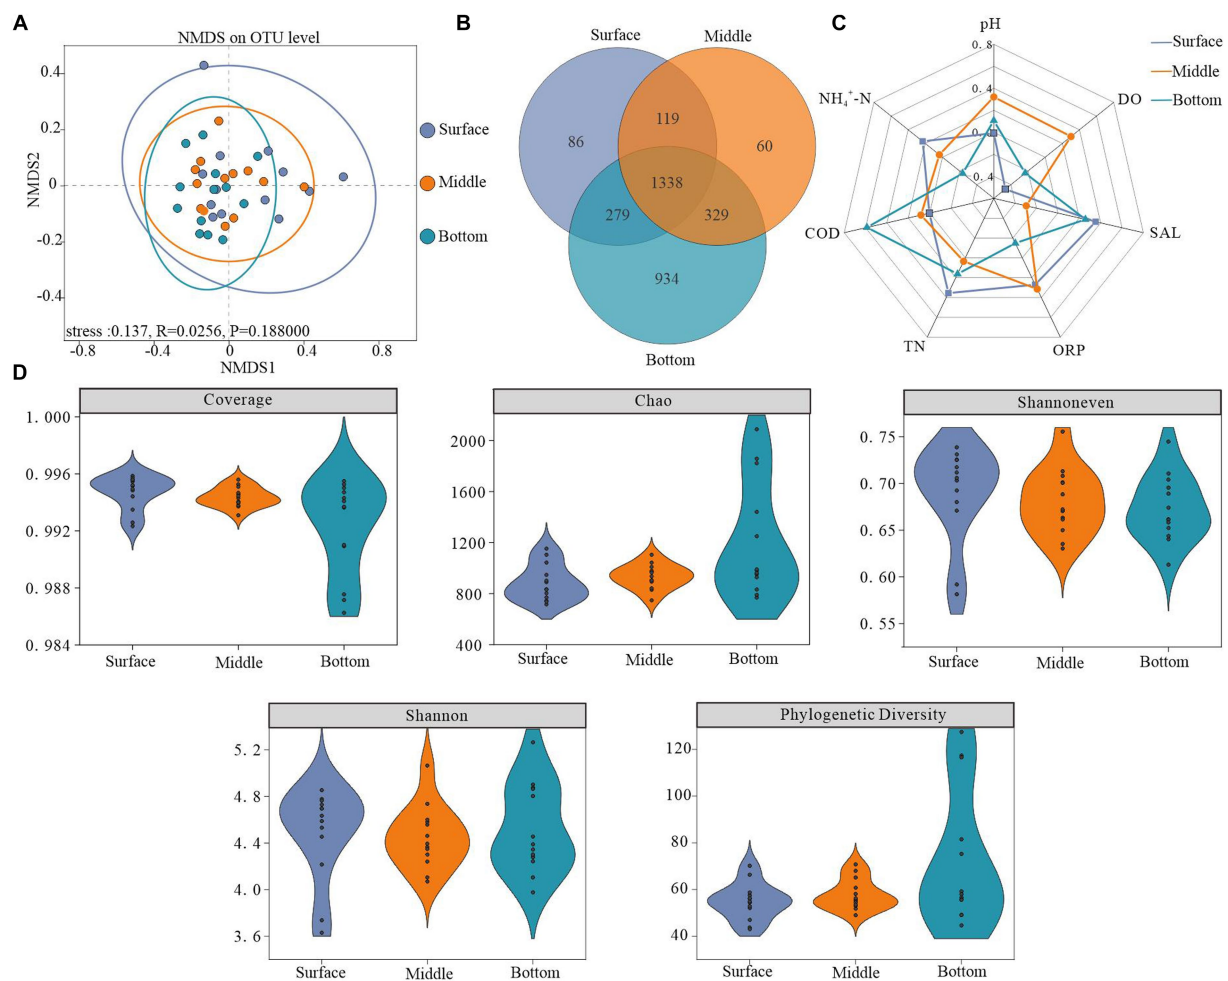 A
NMDS on OTU level
NMDS2
0.4
0.2
0
-0.2
-0.4
stress :0.137, R=0.0256, P=0.188000
-0.8
-0.4
0
0.4
0.8
NMDS1
Surface
Middle
Bottom
B
Surface
Middle
86
119
60
1338
279
329
934
Bottom
C
pH
0.8
0.4
0
0.4
DO
SAL
ORP
TN
COD
NH₄⁺-N
Surface
Middle
Bottom
D
Coverage
1.000
0.996
0.992
0.988
0.984
Surface
Middle
Bottom
Chao
2000
1600
1200
800
400
Surface
Middle
Bottom
Shannoneven
0.75
0.70
0.60
0.55
Surface
Middle
Bottom
Shannon
5.2
4.8
4.4
4.0
3.6
Surface
Middle
Bottom
Phylogenetic Diversity
120
80
60
40
Surface
Middle
Bottom